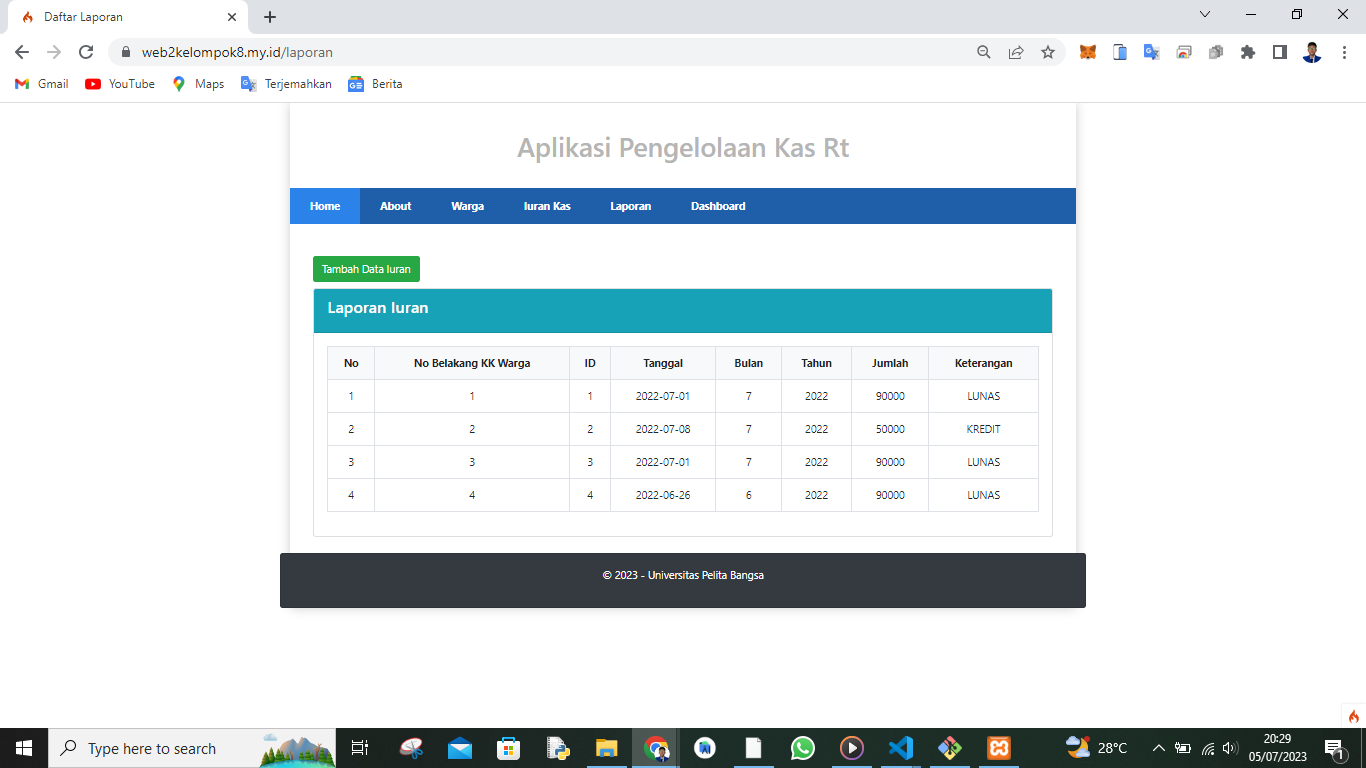 Daftar Laporan
web2kelompok8.my.id/laporan
Gmail YouTube Maps Terjemahkan Berita
Aplikasi Pengelolaan Kas Rt
Home About Warga Iuran Kas Laporan Dashboard
Tambah Data Iuran
Laporan Iuran
No No Belakang KK Warga ID Tanggal Bulan Tahun Jumlah Keterangan
1 1 1 2022-07-01 7 2022 90000 LUNAS
2 2 2 2022-07-08 7 2022 50000 KREDIT
3 3 3 2022-07-01 7 2022 90000 LUNAS
4 4 4 2022-06-26 6 2022 90000 LUNAS
© 2023 - Universitas Pelita Bangsa
Type here to search
28°C
20:29
05/07/2023
1